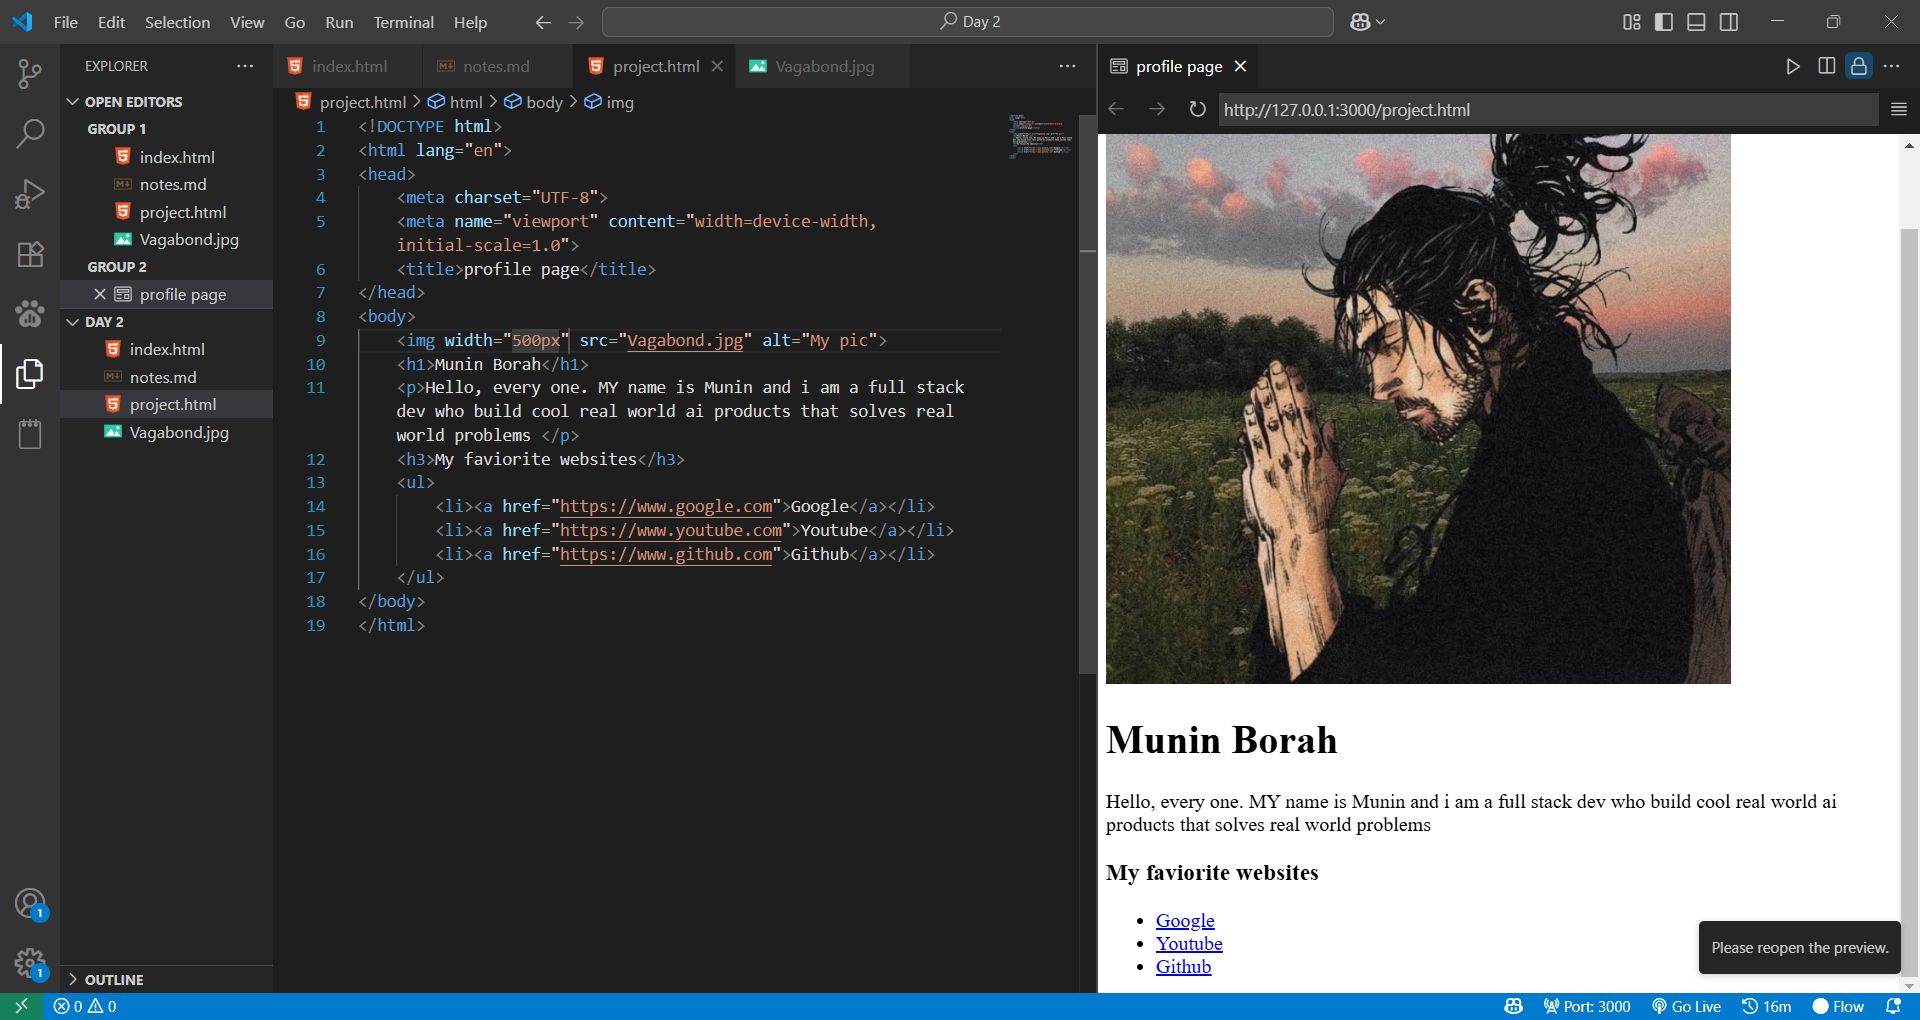 File Edit Selection View Go Run Terminal Help
Day 2
EXPLORER
OPEN EDITORS
GROUP 1
index.html
notes.md
project.html
Vagabond.jpg
GROUP 2
profile page
DAY 2
index.html
notes.md
project.html
Vagabond.jpg
OUTLINE
index.html notes.md project.html Vagabond.jpg
project.html > html > body > img
1 <!DOCTYPE html>
2 <html lang="en">
3 <head>
4 <meta charset="UTF-8">
5 <meta name="viewport" content="width=device-width,
initial-scale=1.0">
6 <title>profile page</title>
7 </head>
8 <body>
9 <img width="500px" src="Vagabond.jpg" alt="My pic">
10 <h1>Munin Borah</h1>
11 <p>Hello, every one. MY name is Munin and i am a full stack
dev who build cool real world ai products that solves real
world problems </p>
12 <h3>My faviorite websites</h3>
13 <ul>
14 <li><a href="https://www.google.com">Google</a></li>
15 <li><a href="https://www.youtube.com">Youtube</a></li>
16 <li><a href="https://www.github.com">Github</a></li>
17 </ul>
18 </body>
19 </html>
profile page
http://127.0.0.1:3000/project.html
Munin Borah
Hello, every one. MY name is Munin and i am a full stack dev who build cool real world ai
products that solves real world problems
My faviorite websites
Google
Youtube
Github
Please reopen the preview.
1
1
0 0
Port: 3000 Go Live 16m Flow